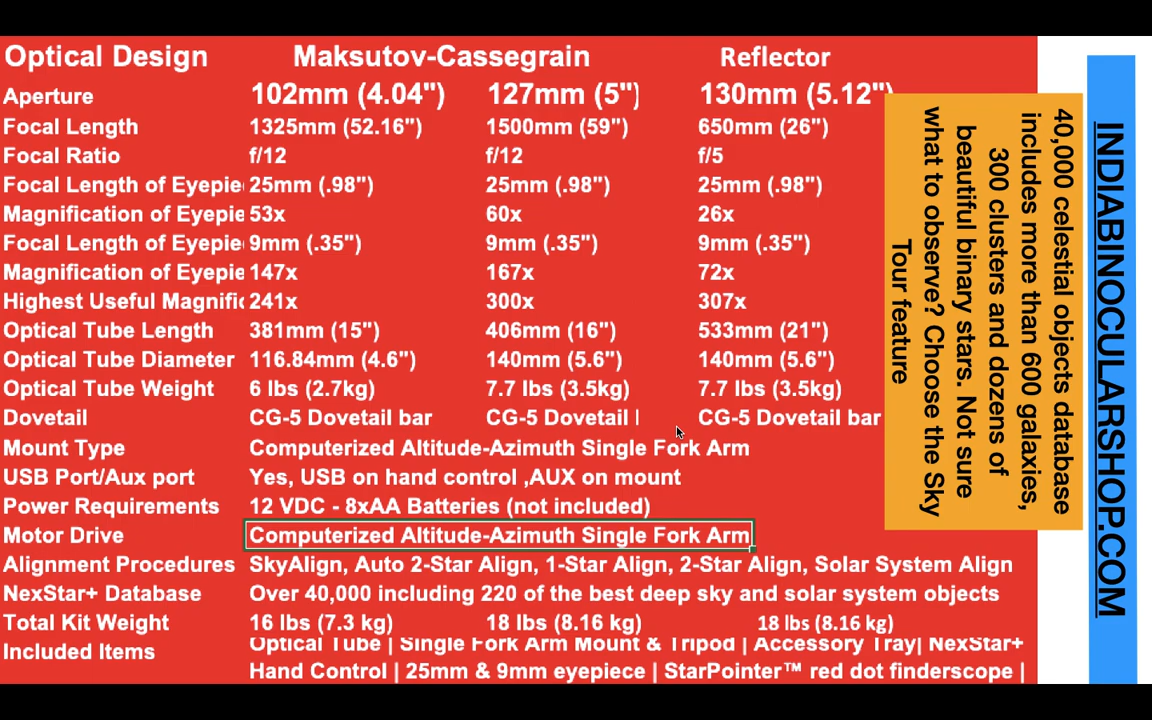 Optical Design Maksutov-Cassegrain Reflector
Aperture 102mm (4.04") 127mm (5") 130mm (5.12")
Focal Length 1325mm (52.16") 1500mm (59") 650mm (26")
Focal Ratio f/12 f/12 f/5
Focal Length of Eyepie 25mm (.98") 25mm (.98") 25mm (.98")
Magnification of Eyepie 53x 60x 26x
Focal Length of Eyepie 9mm (.35") 9mm (.35") 9mm (.35")
Magnification of Eyepie 147x 167x 72x
Highest Useful Magnific 241x 300x 307x
Optical Tube Length 381mm (15") 406mm (16") 533mm (21")
Optical Tube Diameter 116.84mm (4.6") 140mm (5.6") 140mm (5.6")
Optical Tube Weight 6 lbs (2.7kg) 7.7 lbs (3.5kg) 7.7 lbs (3.5kg)
Dovetail CG-5 Dovetail bar CG-5 Dovetail CG-5 Dovetail bar
Mount Type Computerized Altitude-Azimuth Single Fork Arm
USB Port/Aux port Yes, USB on hand control ,AUX on mount
Power Requirements 12 VDC - 8xAA Batteries (not included)
Motor Drive Computerized Altitude-Azimuth Single Fork Arm
Alignment Procedures SkyAlign, Auto 2-Star Align, 1-Star Align, 2-Star Align, Solar System Align
NexStar+ Database Over 40,000 including 220 of the best deep sky and solar system objects
Total Kit Weight 16 lbs (7.3 kg) 18 lbs (8.16 kg) 18 lbs (8.16 kg)
Included Items Optical Tube | Single Fork Arm Mount & Tripod | Accessory Tray| NexStar+
Hand Control | 25mm & 9mm eyepiece | StarPointer™ red dot finderscope |
40,000 celestial objects database
includes more than 600 galaxies,
300 clusters and dozens of
beautiful binary stars. Not sure
what to observe? Choose the Sky
Tour feature
INDIABINOCULARSHOP.COM